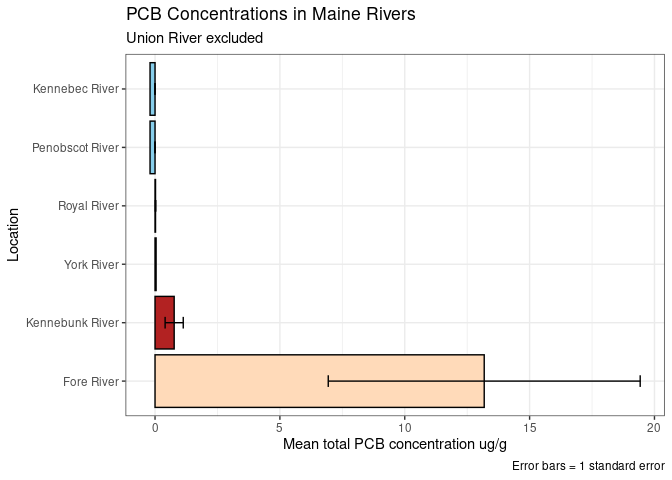 PCB Concentrations in Maine Rivers
Union River excluded
Kennebec River
Penobscot River
Royal River
York River
Kennebunk River
Fore River
Location
0 5 10 15 20
Mean total PCB concentration ug/g
Error bars = 1 standard error